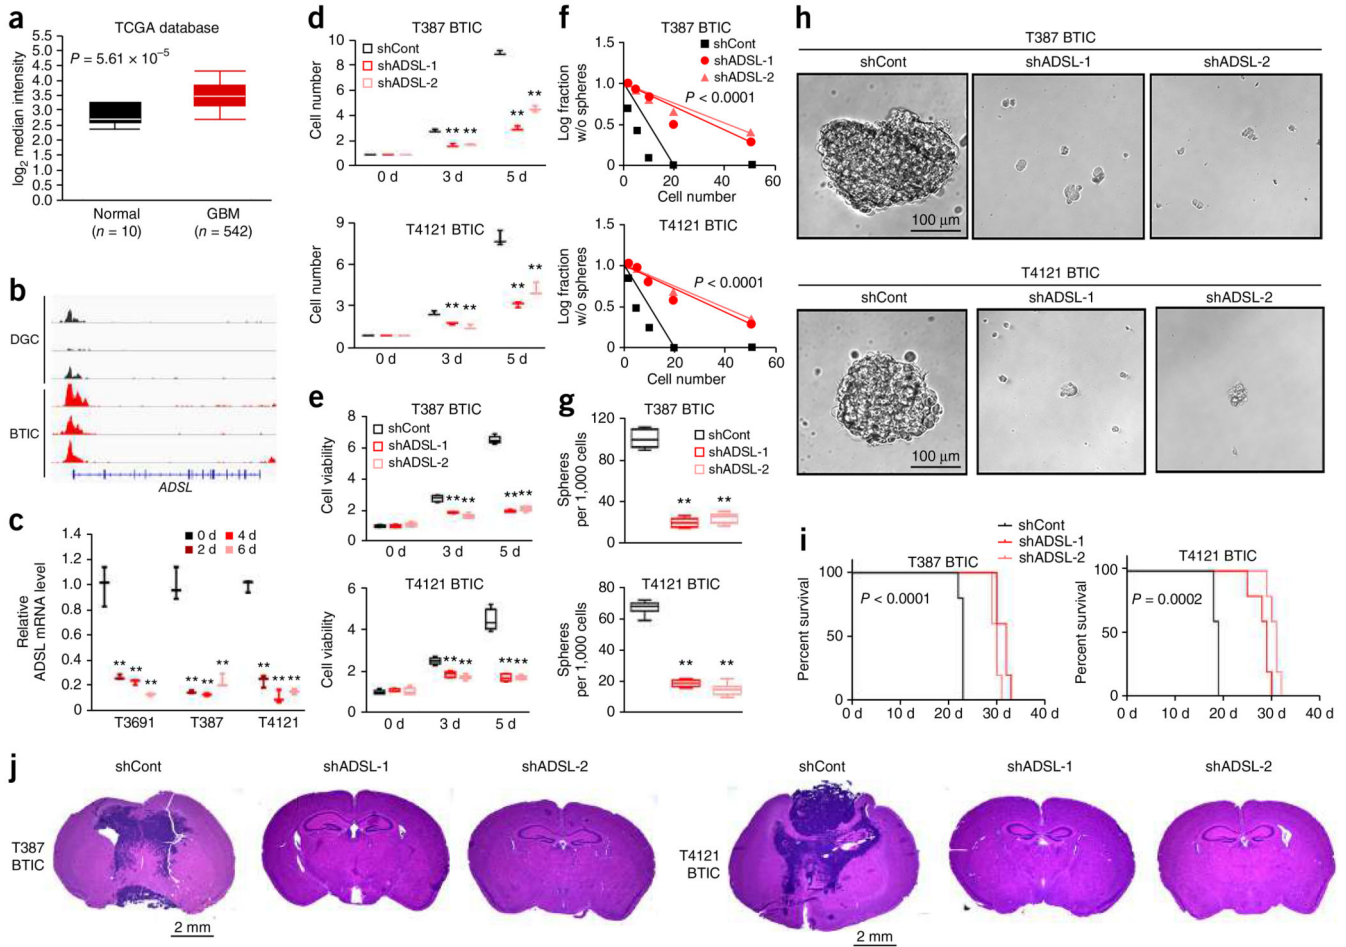 a
TCGA database
P = 5.61 × 10⁻⁵
log₂ median intensity
5.5
5.0
4.5
4.0
3.5
3.0
2.5
2.0
1.5
1.0
0.5
0.0
Normal
(n = 10)
GBM
(n = 542)
b
DGC
BTIC
ADSL
c
0 d
4 d
2 d
6 d
Relative
ADSL mRNA level
1.4
1.2
1.0
0.8
0.6
0.4
0.2
0
** ** **
** ** **
** ** **
T3691
T387
T4121
d
T387 BTIC
shCont
shADSL-1
shADSL-2
Cell number
10
8
6
4
2
0
** **
** **
0 d
3 d
5 d
T4121 BTIC
Cell number
9
6
3
0
** **
** **
0 d
3 d
5 d
e
T387 BTIC
shCont
shADSL-1
shADSL-2
Cell viability
8
6
4
2
0
** **
** **
0 d
3 d
5 d
T4121 BTIC
Cell viability
6
4
2
0
** **
** **
0 d
3 d
5 d
f
T387 BTIC
shCont
shADSL-1
shADSL-2
P < 0.0001
Log fraction
w/o spheres
1.5
1.0
0.5
0
0 20 40 60
Cell number
T4121 BTIC
P < 0.0001
Log fraction
w/o spheres
1.5
1.0
0.5
0
0 20 40 60
Cell number
g
T387 BTIC
shCont
shADSL-1
shADSL-2
Spheres
per 1,000 cells
120
80
40
0
** **
T4121 BTIC
Spheres
per 1,000 cells
80
60
40
20
0
** **
h
T387 BTIC
shCont
shADSL-1
shADSL-2
100 µm
T4121 BTIC
shCont
shADSL-1
shADSL-2
100 µm
i
shCont
shADSL-1
shADSL-2
T387 BTIC
P < 0.0001
Percent survival
100
50
0
0 d 10 d 20 d 30 d 40 d
T4121 BTIC
P = 0.0002
Percent survival
100
50
0
0 d 10 d 20 d 30 d 40 d
j
shCont
shADSL-1
shADSL-2
T387
BTIC
2 mm
shCont
shADSL-1
shADSL-2
T4121
BTIC
2 mm